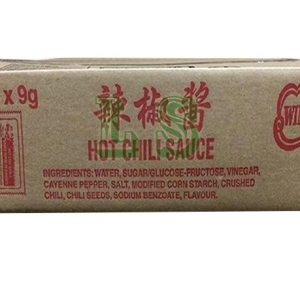 x 9g
辣椒醬
LS
HOT CHILI SAUCE
INGREDIENTS: WATER, SUGAR/GLUCOSE-FRUCTOSE, VINEGAR,
CAYENNE PEPPER, SALT, MODIFIED CORN STARCH, CRUSHED
CHILI, CHILI SEEDS, SODIUM BENZOATE, FLAVOUR.